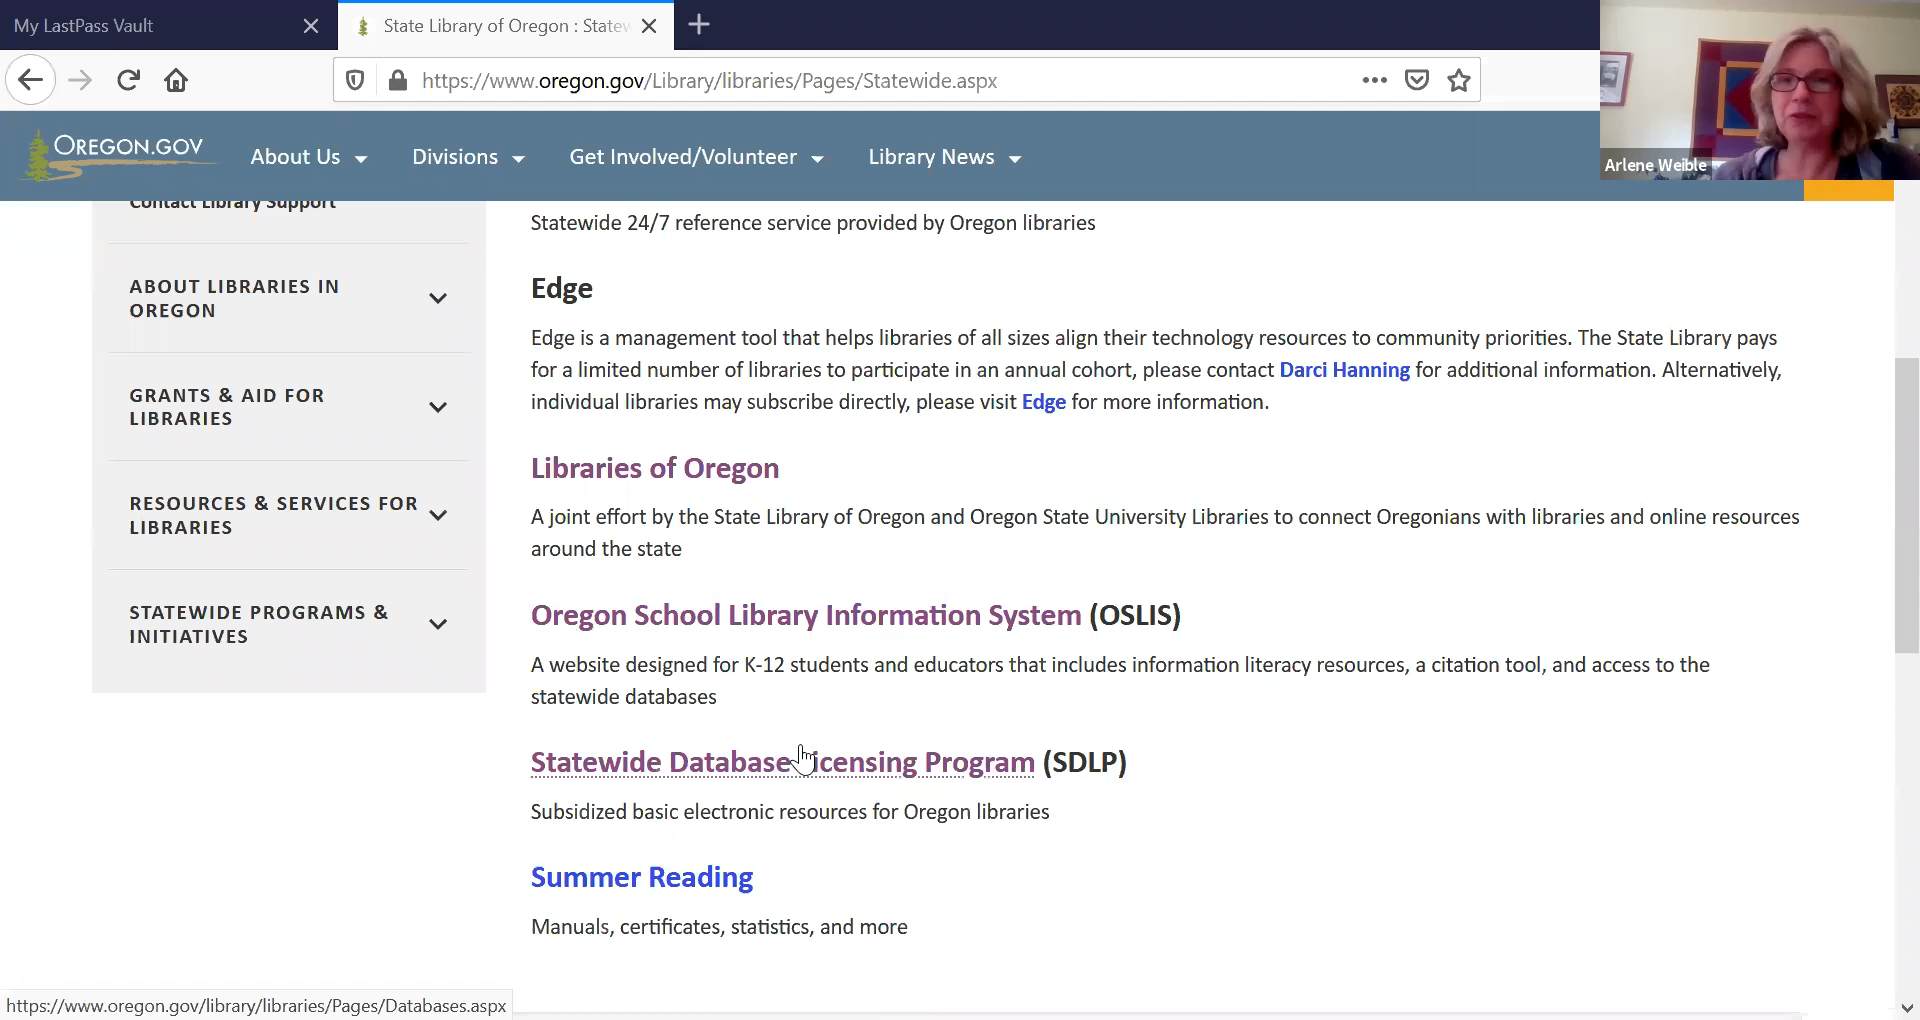 My LastPass Vault
State Library of Oregon : Statew
https://www.oregon.gov/Library/libraries/Pages/Statewide.aspx
OREGON.GOV
About Us
Divisions
Get Involved/Volunteer
Library News
Arlene Weible
Contact Library Support
ABOUT LIBRARIES IN
OREGON
GRANTS & AID FOR
LIBRARIES
RESOURCES & SERVICES FOR
LIBRARIES
STATEWIDE PROGRAMS &
INITIATIVES
Statewide 24/7 reference service provided by Oregon libraries
Edge
Edge is a management tool that helps libraries of all sizes align their technology resources to community priorities. The State Library pays
for a limited number of libraries to participate in an annual cohort, please contact Darci Hanning for additional information. Alternatively,
individual libraries may subscribe directly, please visit Edge for more information.
Libraries of Oregon
A joint effort by the State Library of Oregon and Oregon State University Libraries to connect Oregonians with libraries and online resources
around the state
Oregon School Library Information System (OSLIS)
A website designed for K-12 students and educators that includes information literacy resources, a citation tool, and access to the
statewide databases
Statewide Database Licensing Program (SDLP)
Subsidized basic electronic resources for Oregon libraries
Summer Reading
Manuals, certificates, statistics, and more
https://www.oregon.gov/library/libraries/Pages/Databases.aspx